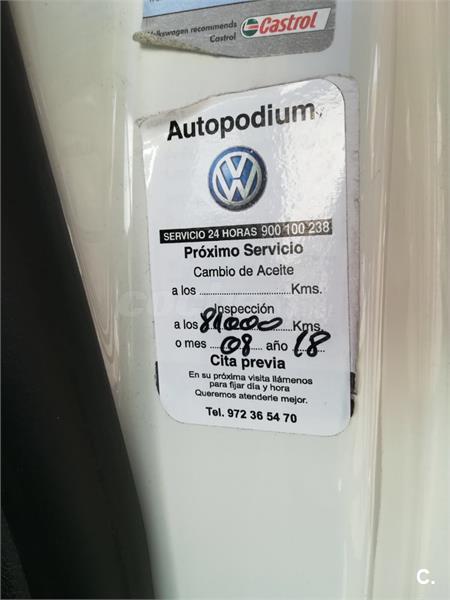 Volkswagen recommends
Castrol
Castrol
Autopodium
VW
SERVICIO 24 HORAS 900 100 238
Próximo Servicio
Cambio de Aceite
a los ........................ Kms.
Inspección
a los 81000 Kms.
o mes 08 año 18
Cita previa
En su próxima visita llámenos
para fijar día y hora
Queremos atenderle mejor.
Tel. 972 36 54 70
C.